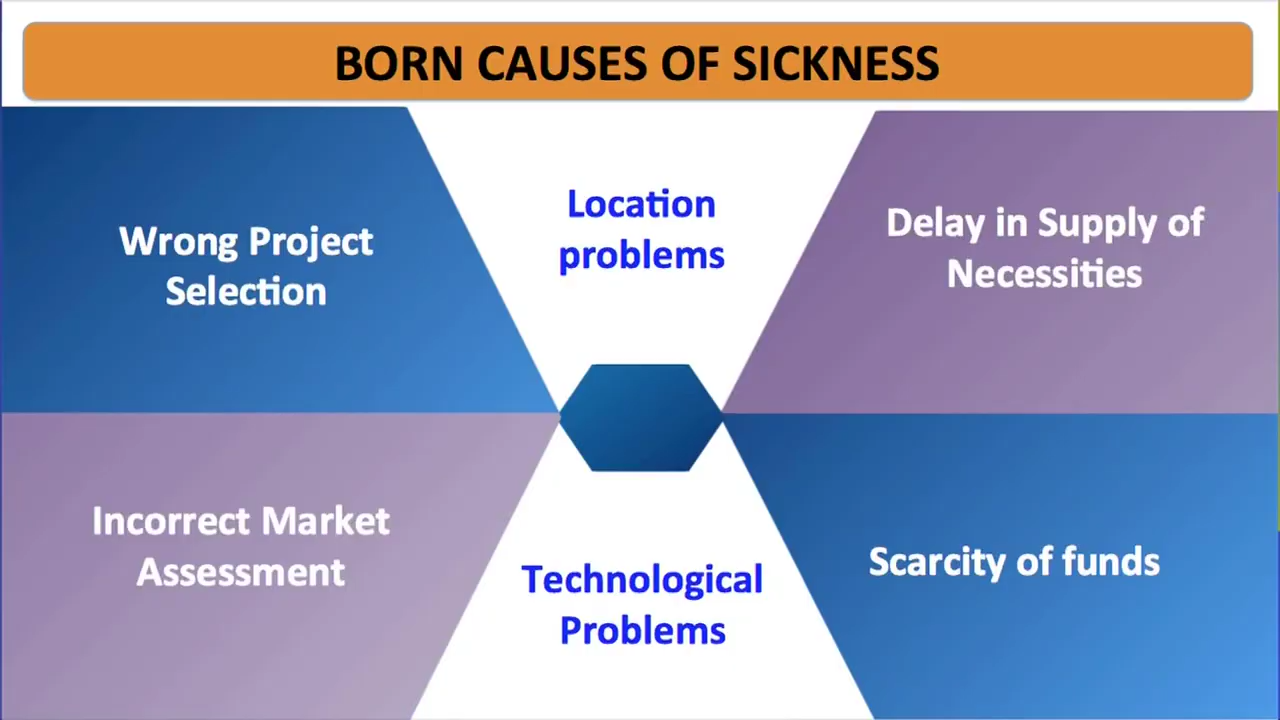 BORN CAUSES OF SICKNESS
Wrong Project
Selection
Location
problems
Delay in Supply of
Necessities
Incorrect Market
Assessment
Technological
Problems
Scarcity of funds